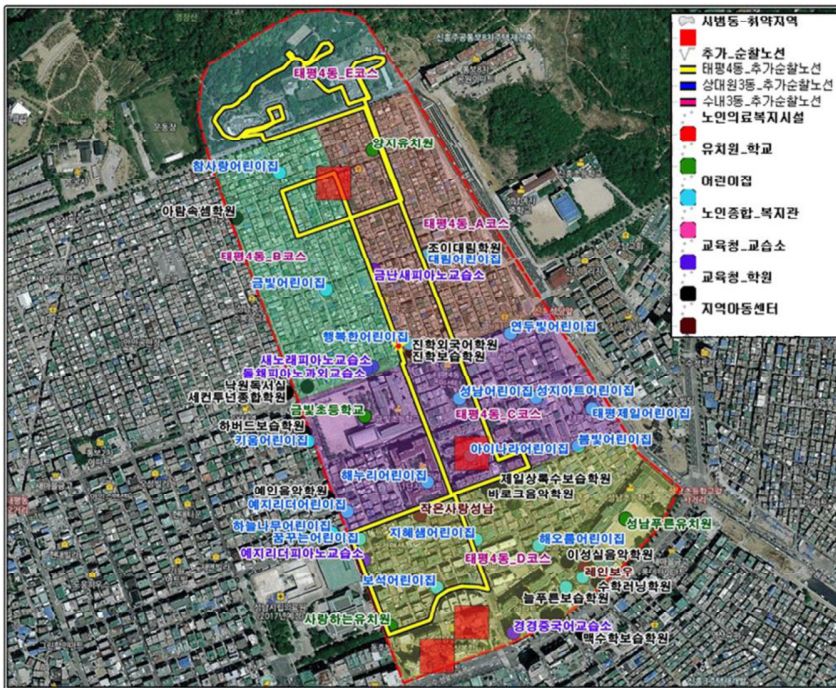 시범동-취약지역
추가_순찰노선
태평4동_추가순찰노선
상대원3동_추가순찰노선
수내3동_추가순찰노선
노인의료복지시설
유치원_학교
어린이집
노인종합_복지관
교육청_교습소
교육청_학원
지역아동센터
태평4동_E코스
양지유치원
참사랑어린이집
아람속셈학원
태평4동_A코스
태평4동_B코스
조이대림학원
대림어린이집
금난새피아노교습소
금빛어린이집
연두빛어린이집
행복한어린이집
진학외국어학원
진학보습학원
새노래피아노교습소
낙원독서실
세컨투넌종합학원
성남어린이집
성지아트어린이집
금빛초등학교
태평4동_C코스
태평제일어린이집
하버드보습학원
키움어린이집
아이나라어린이집
봄빛어린이집
해누리어린이집
제일상록수보습학원
예인음악학원
바로크음악학원
예지리더어린이집
작은사랑성남
성남푸른유치원
하늘나무어린이집
꿈꾸는어린이집
지혜샘어린이집
해오름어린이집
예지리더피아노교습소
태평4동_D코스
이성실음악학원
레인보우
보석어린이집
수학러닝학원
늘푸른보습학원
사랑하는유치원
경경중국어교습소
맥수학보습학원